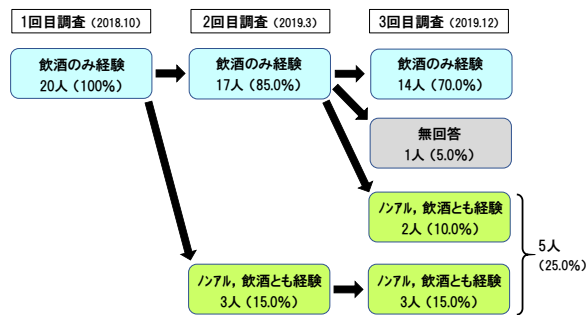 1回目調査（2018.10）
2回目調査（2019.3）
3回目調査（2019.12）
飲酒のみ経験
20人（100%）
飲酒のみ経験
17人（85.0%）
飲酒のみ経験
14人（70.0%）
無回答
1人（5.0%）
ﾉﾝｱﾙ，飲酒とも経験
2人（10.0%）
5人
（25.0%）
ﾉﾝｱﾙ，飲酒とも経験
3人（15.0%）
ﾉﾝｱﾙ，飲酒とも経験
3人（15.0%）